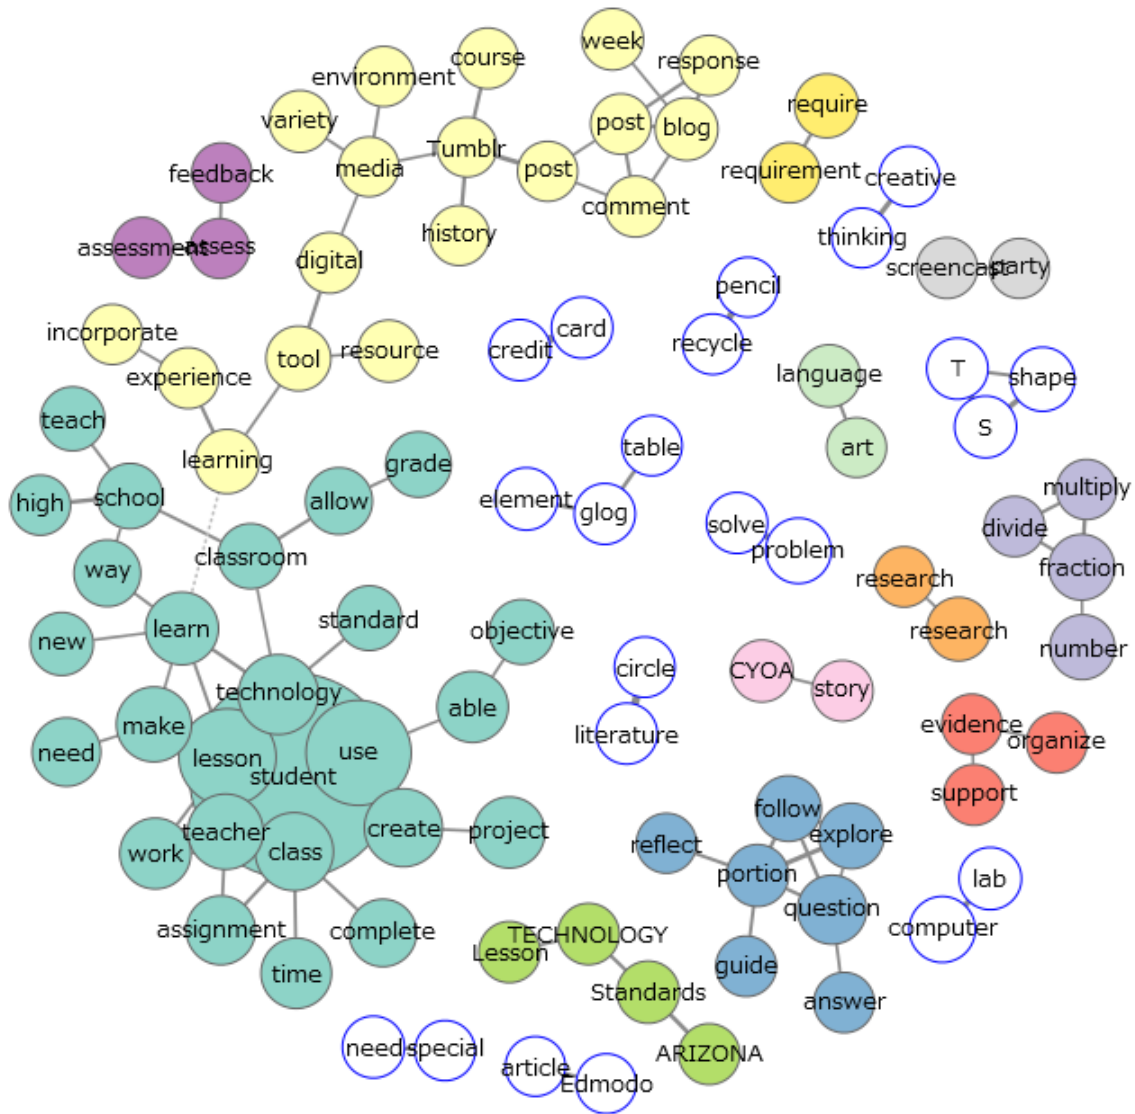 week
course
response
environment
require
variety
post
blog
Tumblr
media
post
requirement
feedback
creative
comment
history
thinking
assessment
assess
digital
screencast
party
pencil
incorporate
card
tool
resource
credit
recycle
experience
language
T
shape
teach
S
table
learning
grade
art
high
school
allow
element
glog
multiply
solve
divide
problem
classroom
way
research
fraction
new
learn
standard
objective
research
number
circle
technology
CYOA
story
make
able
evidence
literature
organize
need
lesson
use
student
support
follow
teacher
create
project
explore
reflect
work
class
portion
lab
question
computer
assignment
complete
TECHNOLOGY
Lesson
time
guide
Standards
answer
need
special
ARIZONA
article
Edmodo